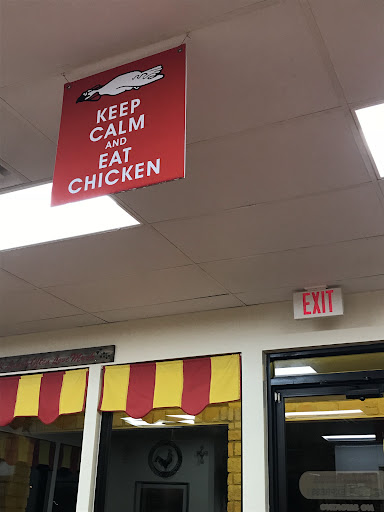 KEEP
CALM
AND
EAT
CHICKEN
EXIT